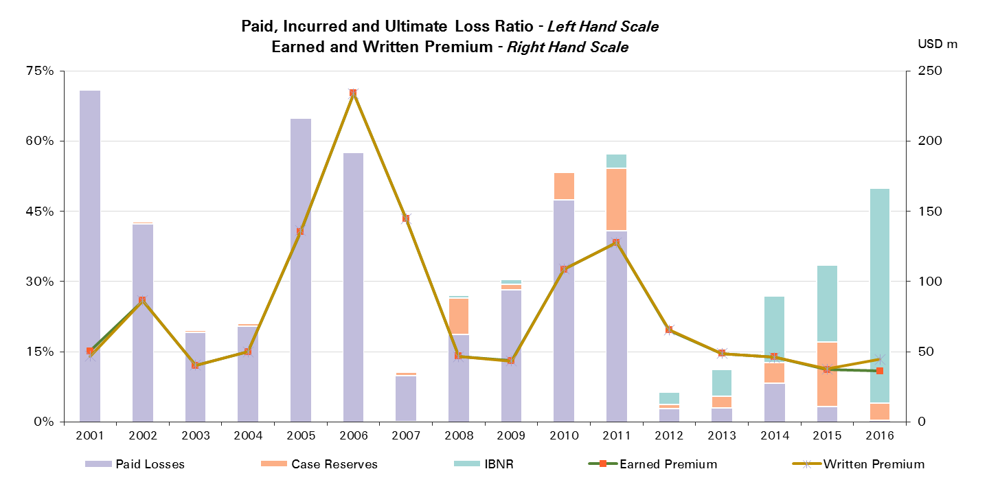 Paid, Incurred and Ultimate Loss Ratio - Left Hand Scale
Earned and Written Premium - Right Hand Scale
USD m
75%
250
60%
200
45%
150
30%
100
15%
50
0%
0
2001 2002 2003 2004 2005 2006 2007 2008 2009 2010 2011 2012 2013 2014 2015 2016
Paid Losses Case Reserves IBNR Earned Premium Written Premium